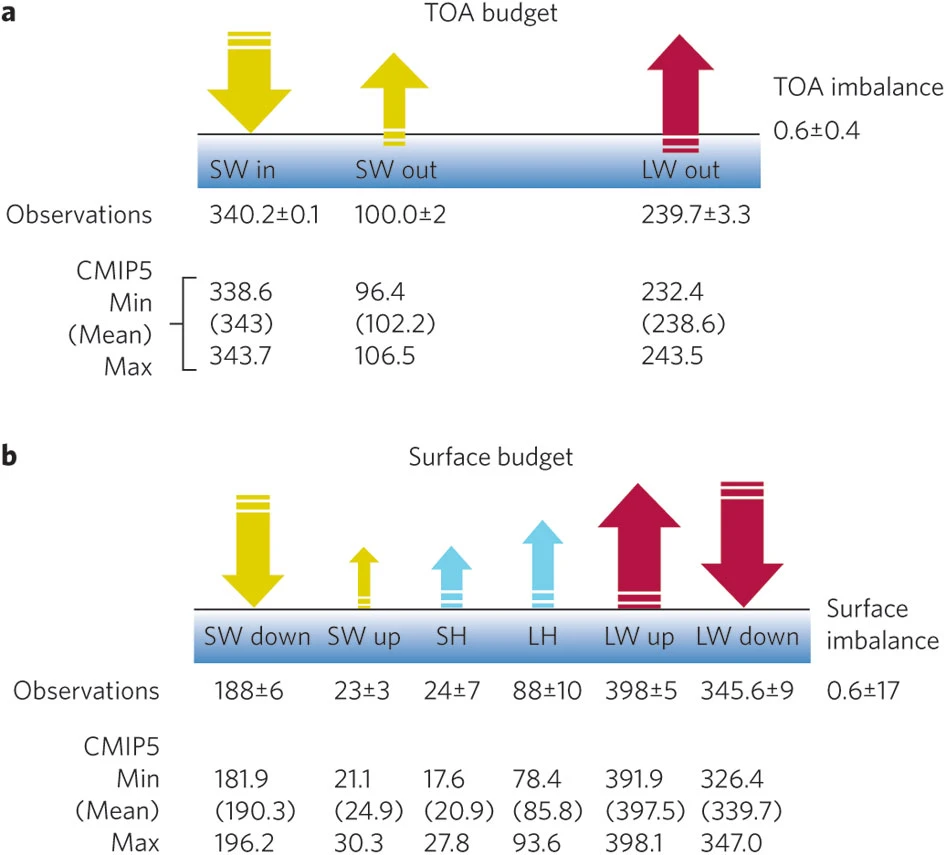 a
TOA budget
TOA imbalance
0.6±0.4
SW in SW out LW out
Observations 340.2±0.1 100.0±2 239.7±3.3
CMIP5
Min 338.6 96.4 232.4
(Mean) (343) (102.2) (238.6)
Max 343.7 106.5 243.5
b
Surface budget
Surface
imbalance
SW down SW up SH LH LW up LW down
Observations 188±6 23±3 24±7 88±10 398±5 345.6±9 0.6±17
CMIP5
Min 181.9 21.1 17.6 78.4 391.9 326.4
(Mean) (190.3) (24.9) (20.9) (85.8) (397.5) (339.7)
Max 196.2 30.3 27.8 93.6 398.1 347.0